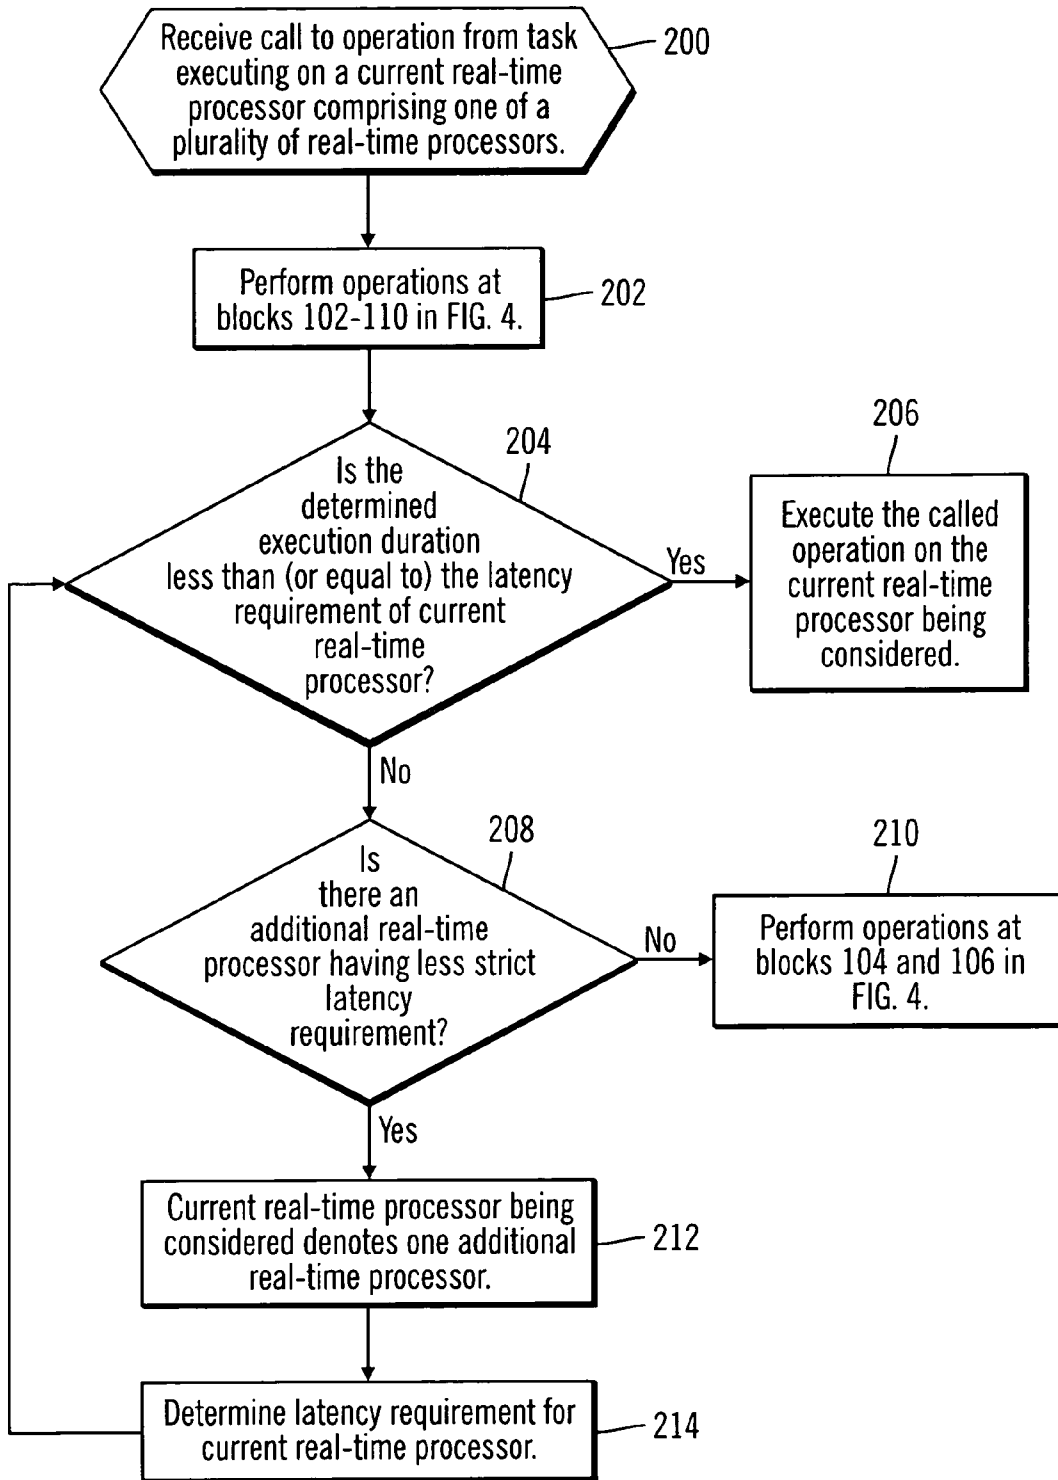 Receive call to operation from task
executing on a current real-time
processor comprising one of a
plurality of real-time processors.
200
Perform operations at
blocks 102-110 in FIG. 4.
202
204
Is the
determined
execution duration
less than (or equal to) the latency
requirement of current
real-time
processor?
Yes
206
Execute the called
operation on the
current real-time
processor being
considered.
No
208
Is
there an
additional real-time
processor having less strict
latency
requirement?
No
210
Perform operations at
blocks 104 and 106 in
FIG. 4.
Yes
Current real-time processor being
considered denotes one additional
real-time processor.
212
Determine latency requirement for
current real-time processor.
214